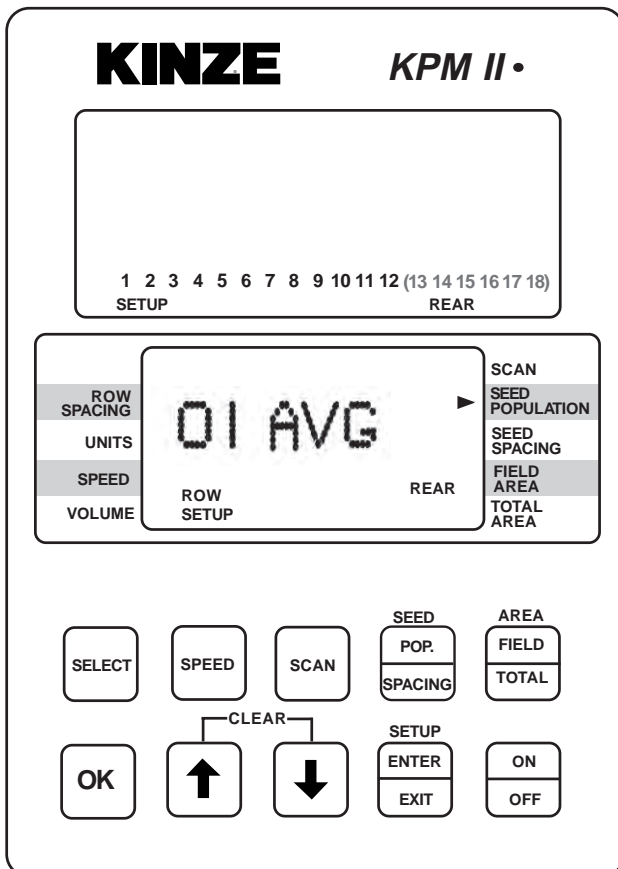 KINZE KPM II •
1 2 3 4 5 6 7 8 9 10 11 12 (13 14 15 16 17 18)
SETUP REAR
SCAN
ROW
SPACING
UNITS
SPEED
VOLUME
01 AVG
ROW
SETUP
REAR
SEED
POPULATION
SEED
SPACING
FIELD
AREA
TOTAL
AREA
SEED AREA
SELECT SPEED SCAN POP. FIELD
SPACING TOTAL
CLEAR
SETUP
OK ENTER ON
EXIT OFF